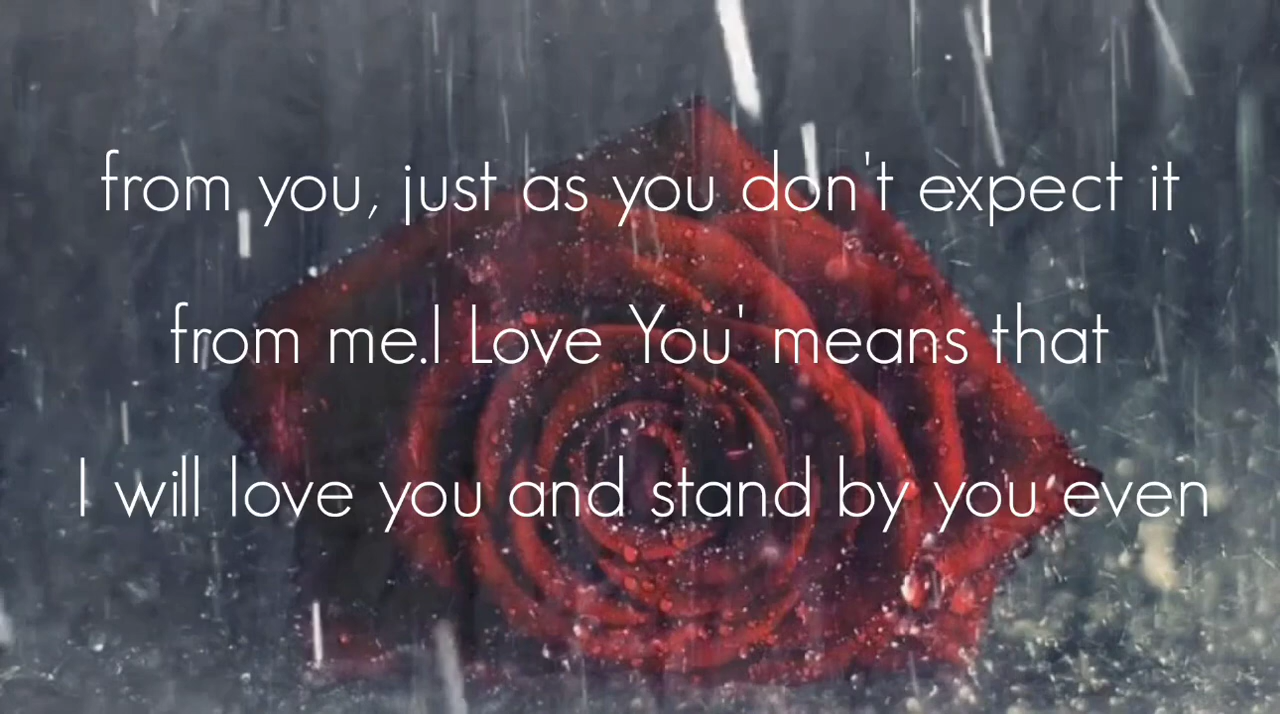 from you, just as you don't expect it
from me.I Love You' means that
I will love you and stand by you even